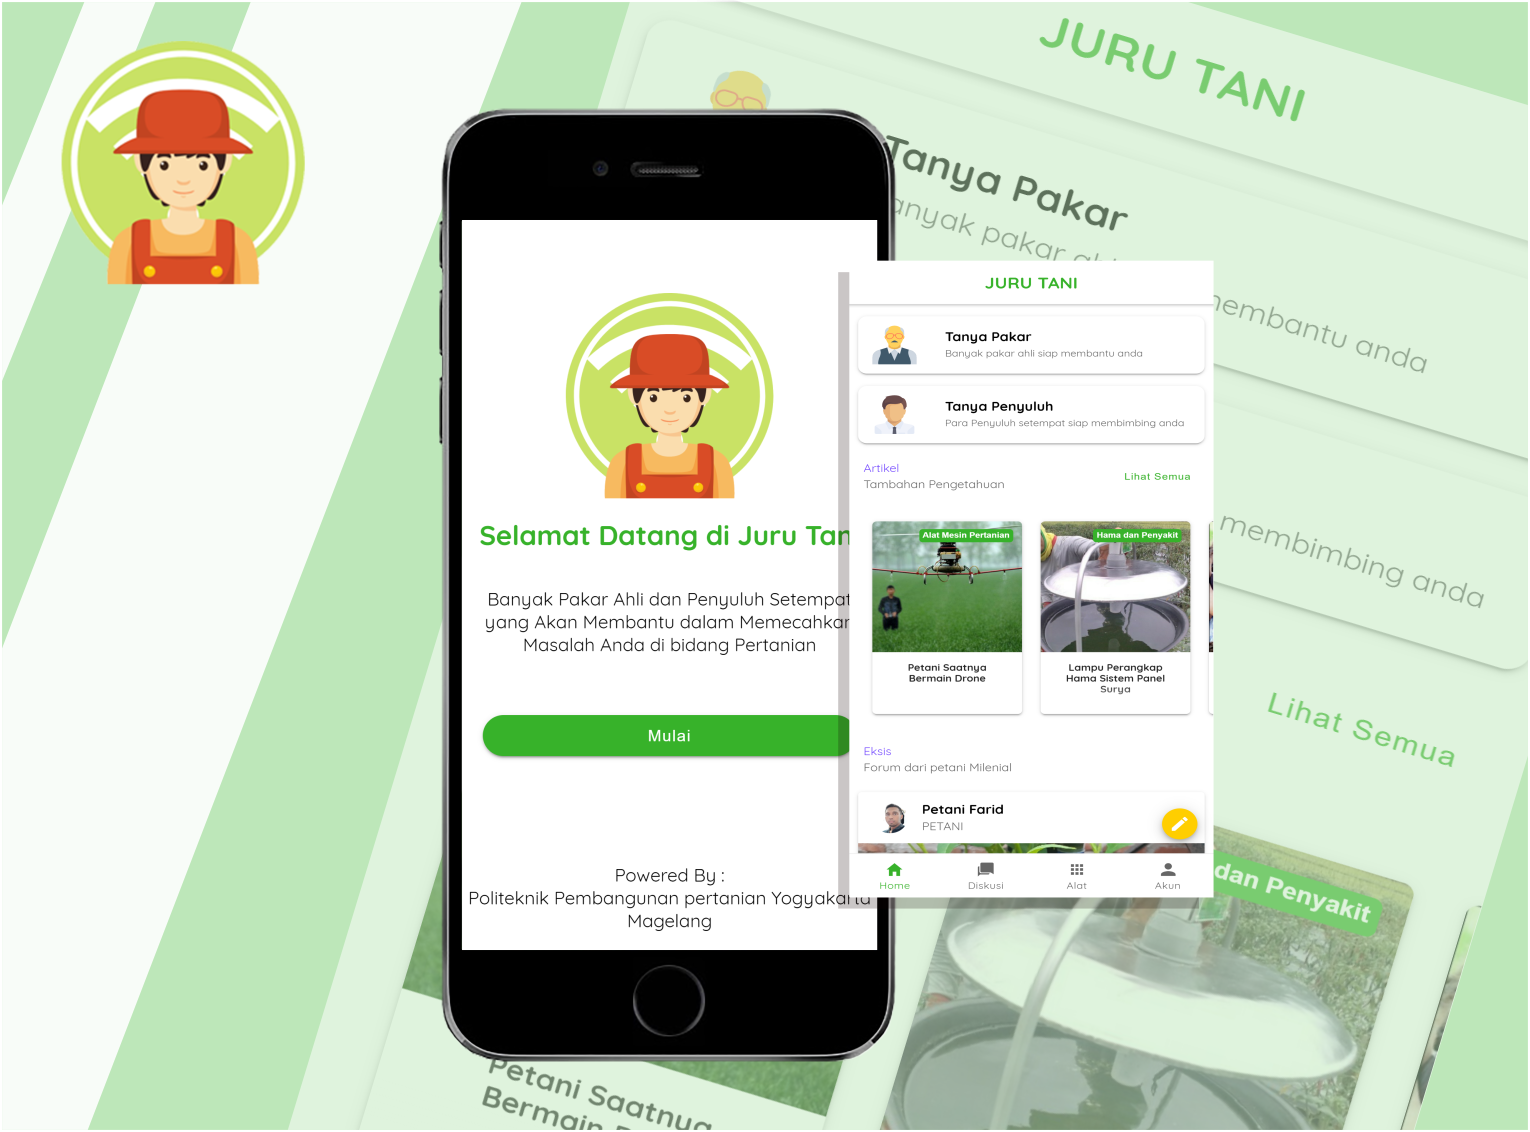 JURU TANI
Tanya Pakar
anyak pakar ahli
membantu anda
membimbing anda
Lihat Semua
dan Penyakit
Petani Saatnya
Bermain
Selamat Datang di Juru Tan
Banyak Pakar Ahli dan Penyuluh Setempat
yang Akan Membantu dalam Memecahkan
Masalah Anda di bidang Pertanian
Mulai
Powered By :
Politeknik Pembangunan pertanian Yogyakarta
Magelang
JURU TANI
Tanya Pakar
Banyak pakar ahli siap membantu anda
Tanya Penyuluh
Para Penyuluh setempat siap membimbing anda
Artikel
Tambahan Pengetahuan
Lihat Semua
Alat Mesin Pertanian
Petani Saatnya
Bermain Drone
Hama dan Penyakit
Lampu Perangkap
Hama Sistem Panel
Surya
Eksis
Forum dari petani Milenial
Petani Farid
PETANI
Home
Diskusi
Alat
Akun